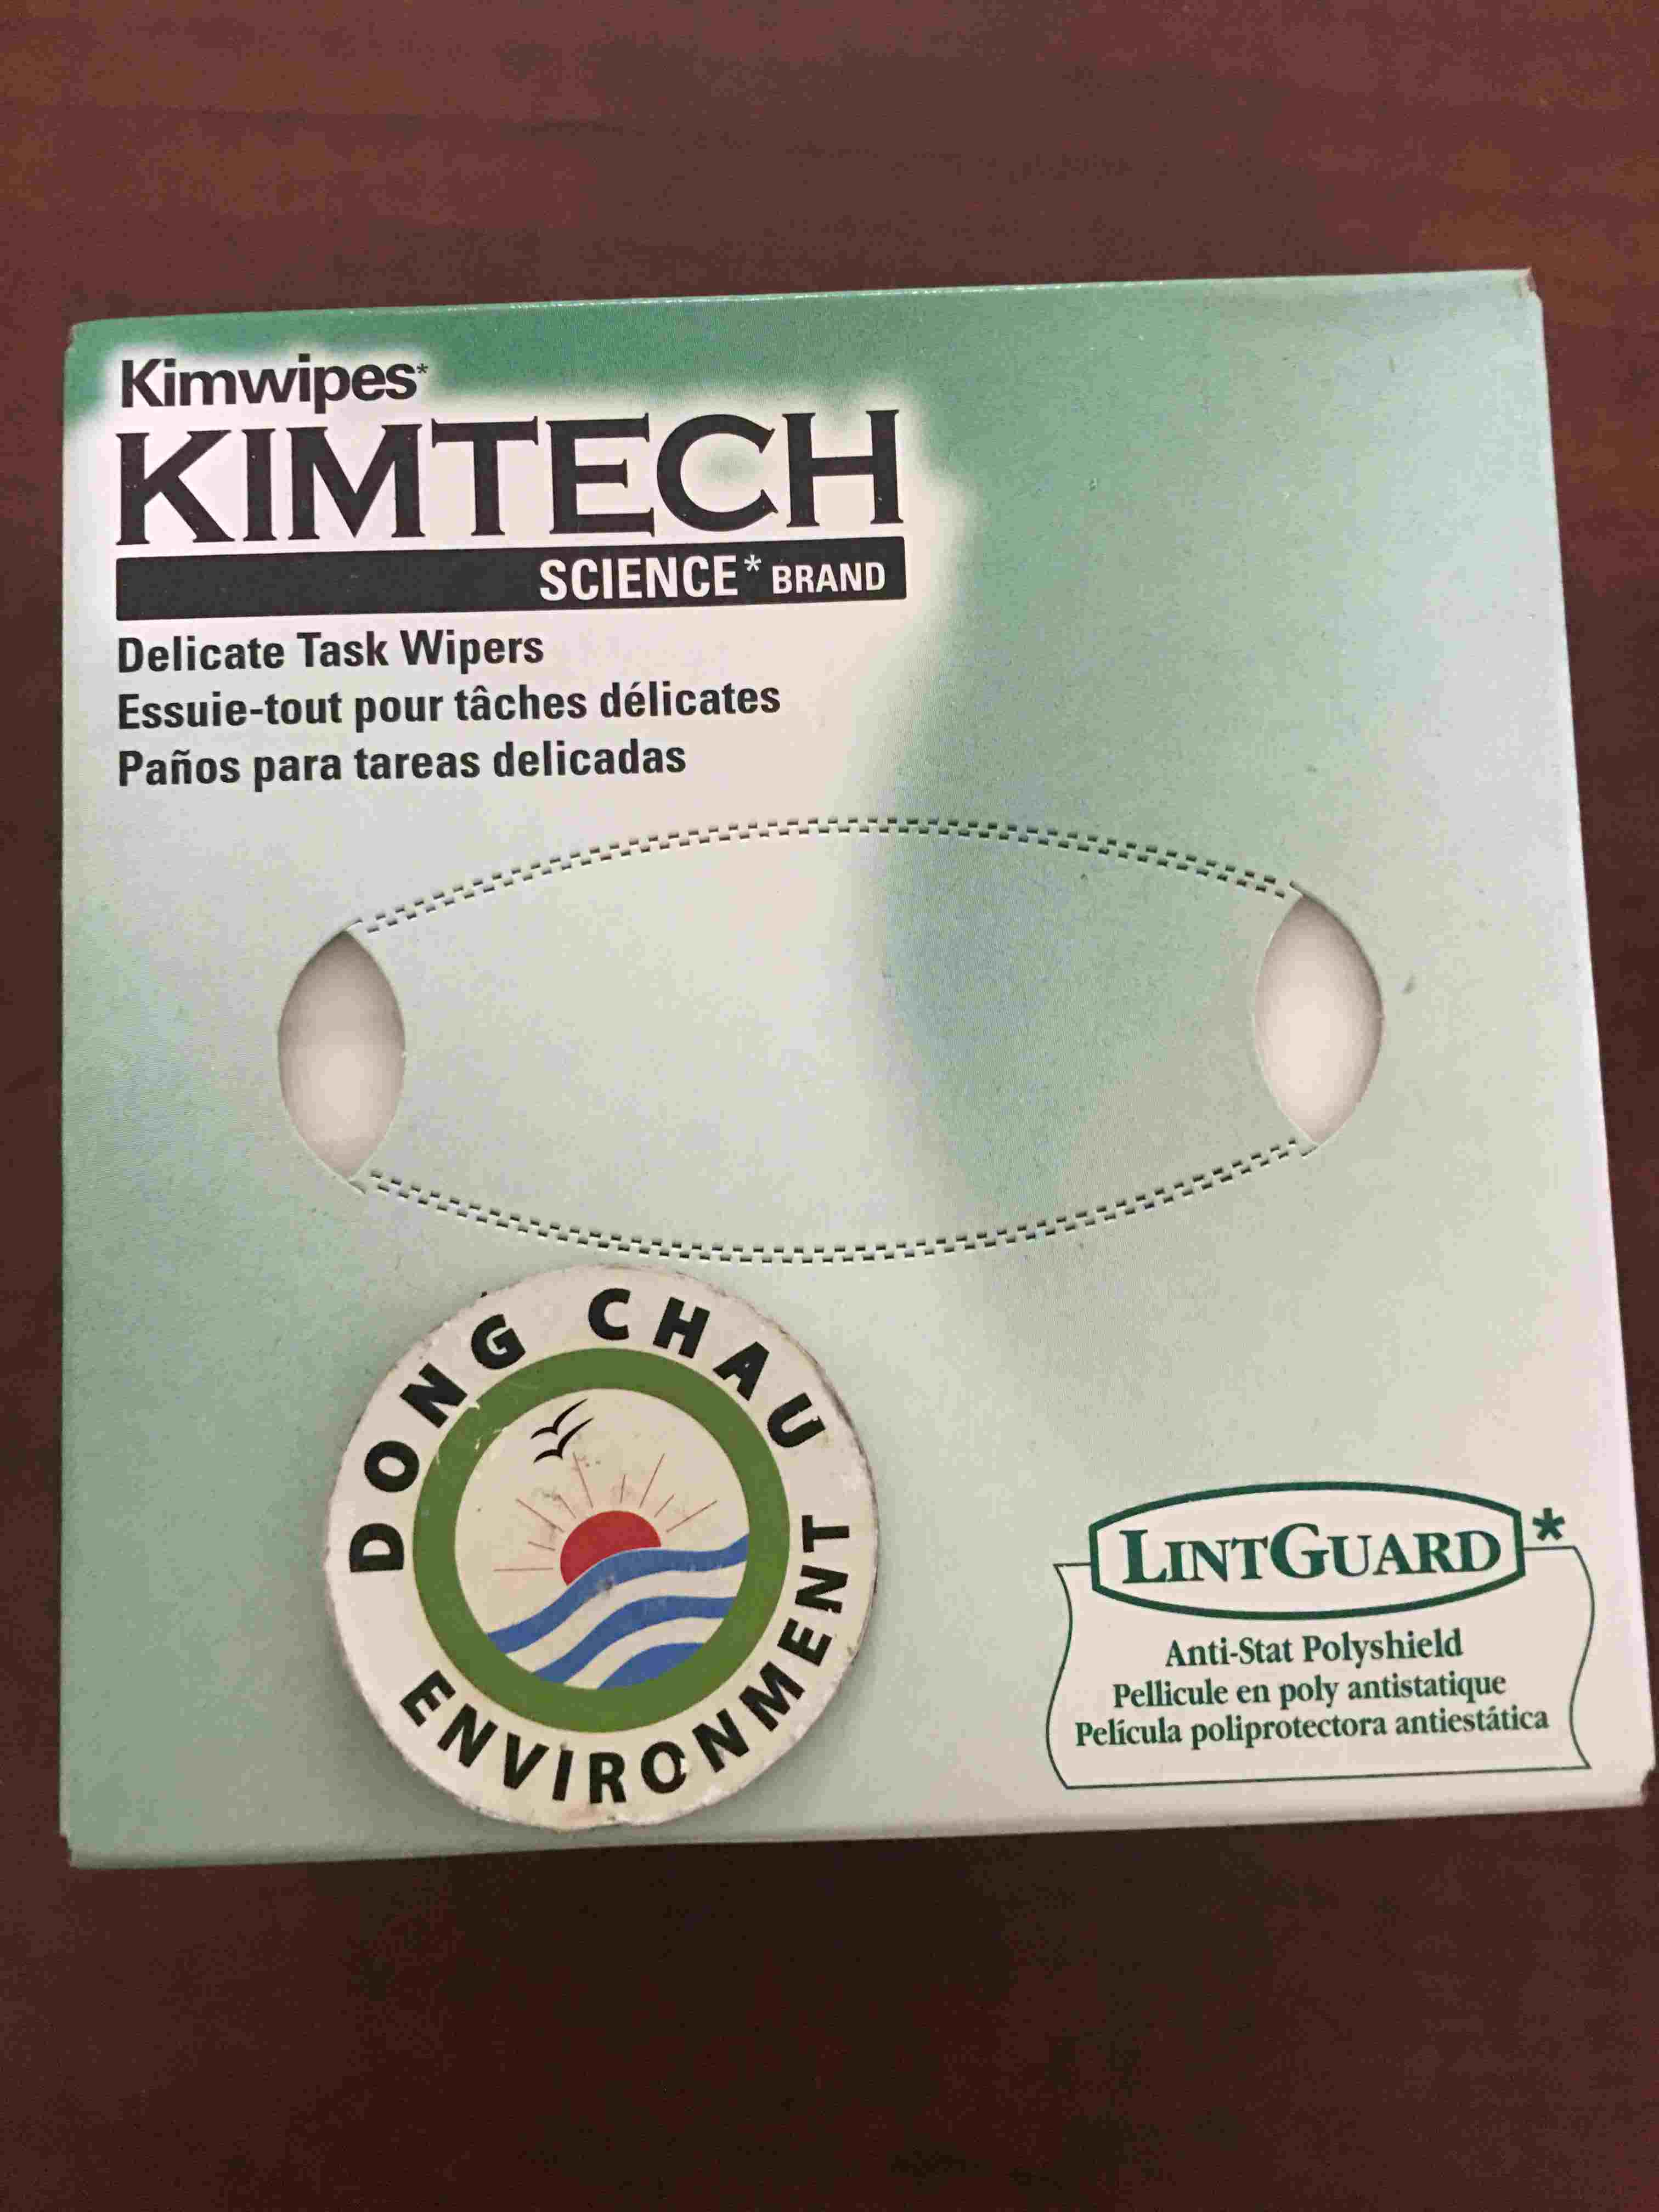 Kimwipes*
KIMTECH
SCIENCE* BRAND
Delicate Task Wipers
Essuie-tout pour tâches délicates
Paños para tareas delicadas
DONG CHAU
ENVIRONMENT
LINTGUARD*
Anti-Stat Polyshield
Pellicule en poly antistatique
Película poliprotectora antiestática